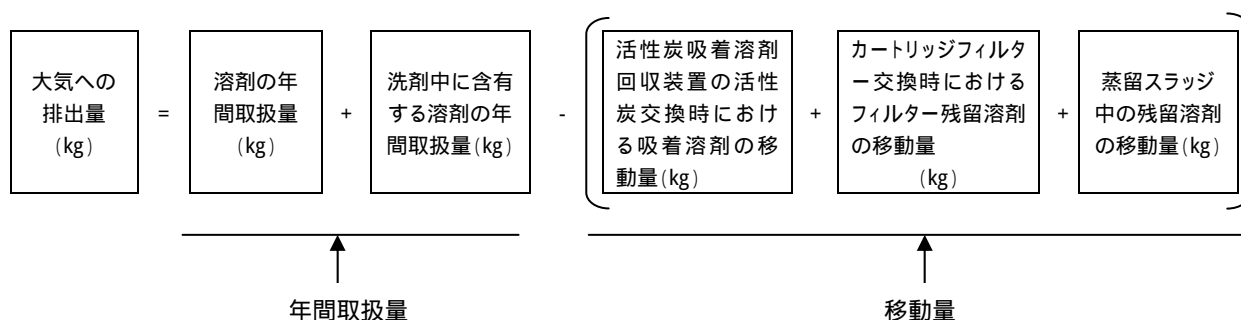 大気への
排出量
(kg)
=
溶剤の年
間取扱量
(kg)
+
洗剤中に含有
する溶剤の年
間取扱量(kg)
-
活性炭吸着溶剤
回収装置の活性
炭交換時におけ
る吸着溶剤の移
動量(kg)
+
カートリッジフィルタ
ー交換時における
フィルター残留溶剤
の移動量
(kg)
+
蒸留スラッジ
中の残留溶剤
の移動量(kg)
年間取扱量
移動量